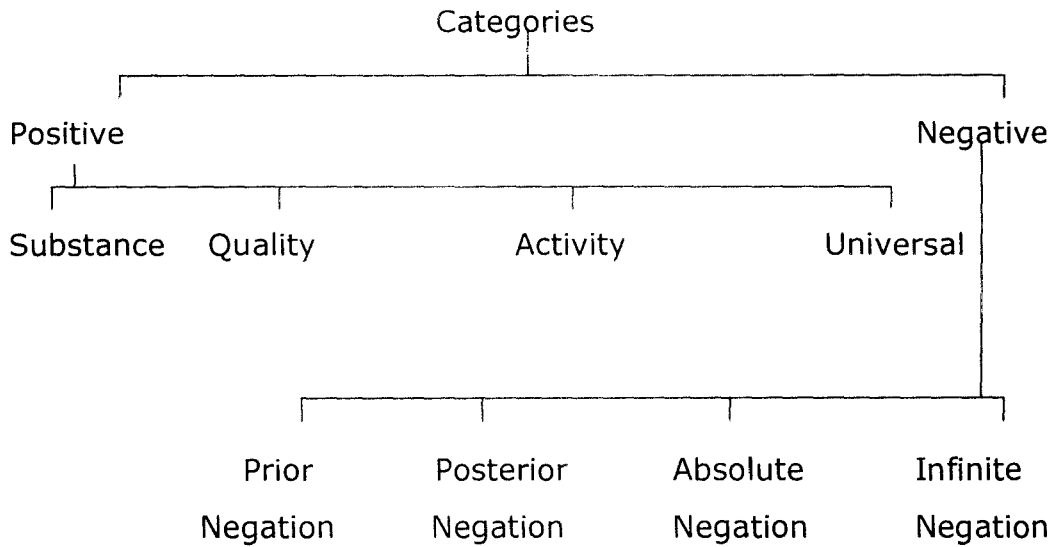 Categories
Positive Negative
Substance Quality Activity Universal
Prior Posterior Absolute Infinite
Negation Negation Negation Negation